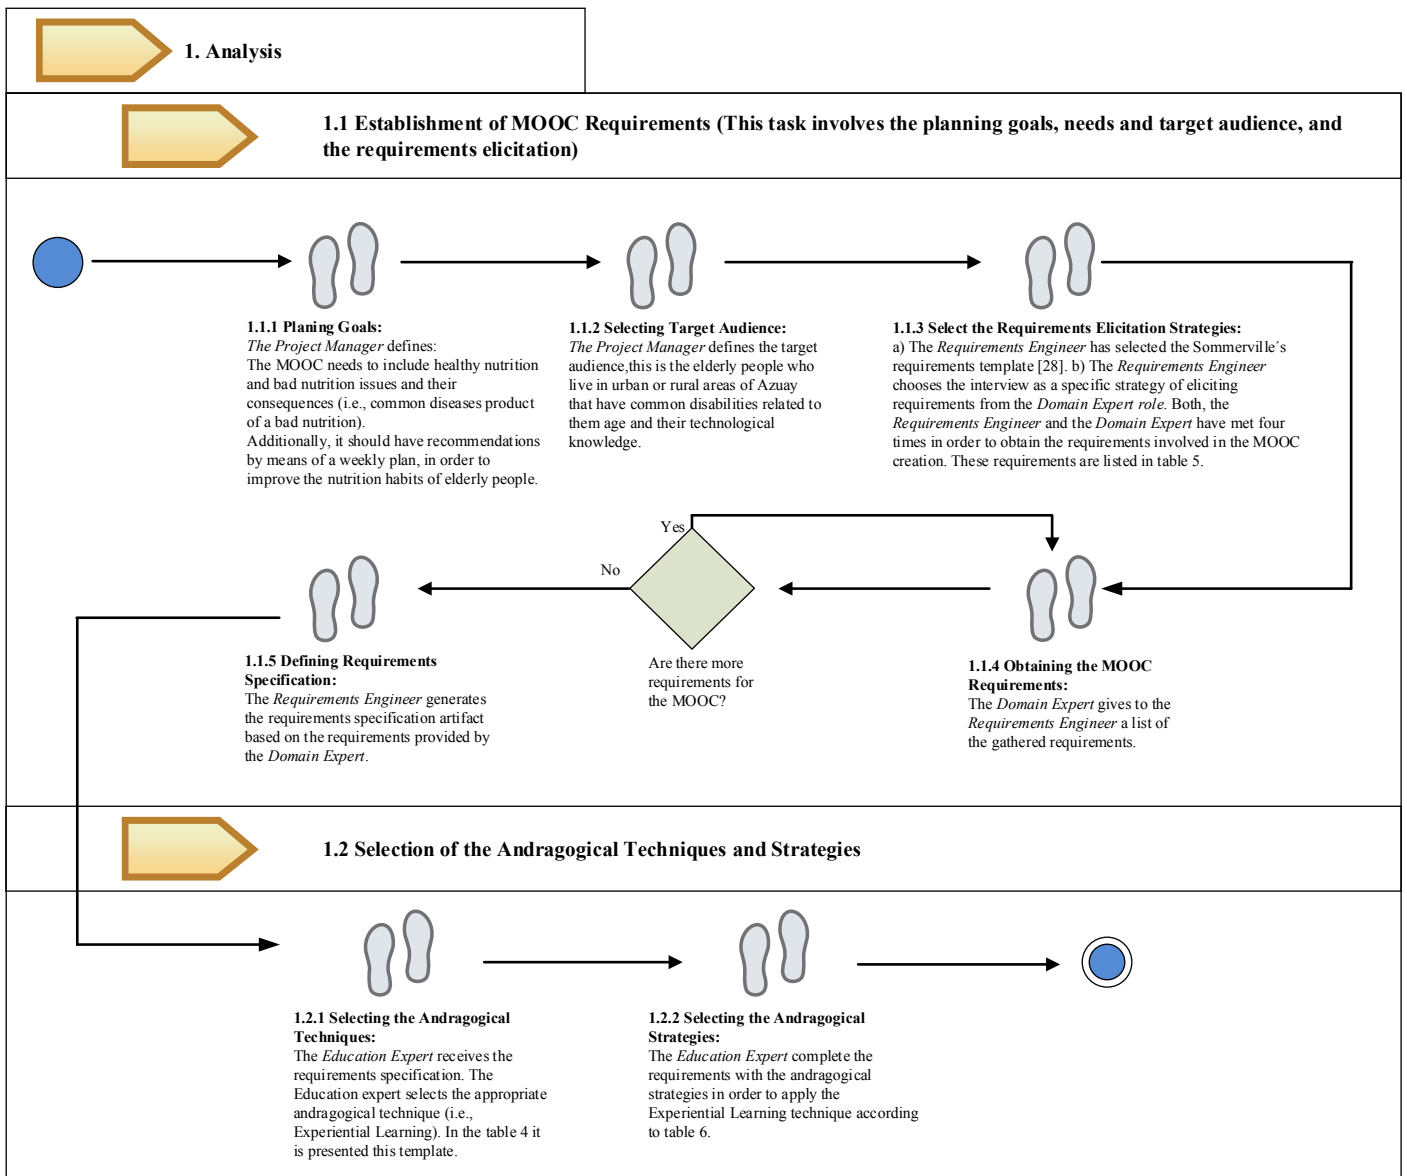 1. Analysis
1.1 Establishment of MOOC Requirements (This task involves the planning goals, needs and target audience, and
the requirements elicitation)
1.1.1 Planing Goals:
The Project Manager defines:
The MOOC needs to include healthy nutrition
and bad nutrition issues and their
consequences (i.e., common diseases product
of a bad nutrition).
Additionally, it should have recommendations
by means of a weekly plan, in order to
improve the nutrition habits of elderly people.
1.1.2 Selecting Target Audience:
The Project Manager defines the target
audience,this is the elderly people who
live in urban or rural areas of Azuay
that have common disabilities related to
them age and their technological
knowledge.
1.1.3 Select the Requirements Elicitation Strategies:
a) The Requirements Engineer has selected the Sommerville´s
requirements template [28]. b) The Requirements Engineer
chooses the interview as a specific strategy of eliciting
requirements from the Domain Expert role. Both, the
Requirements Engineer and the Domain Expert have met four
times in order to obtain the requirements involved in the MOOC
creation. These requirements are listed in table 5.
Yes
No
Are there more
requirements for
the MOOC?
1.1.4 Obtaining the MOOC
Requirements:
The Domain Expert gives to the
Requirements Engineer a list of
the gathered requirements.
1.1.5 Defining Requirements
Specification:
The Requirements Engineer generates
the requirements specification artifact
based on the requirements provided by
the Domain Expert.
1.2 Selection of the Andragogical Techniques and Strategies
1.2.1 Selecting the Andragogical
Techniques:
The Education Expert receives the
requirements specification. The
Education expert selects the appropriate
andragogical technique (i.e.,
Experiential Learning). In the table 4 it
is presented this template.
1.2.2 Selecting the Andragogical
Strategies:
The Education Expert complete the
requirements with the andragogical
strategies in order to apply the
Experiential Learning technique according
to table 6.